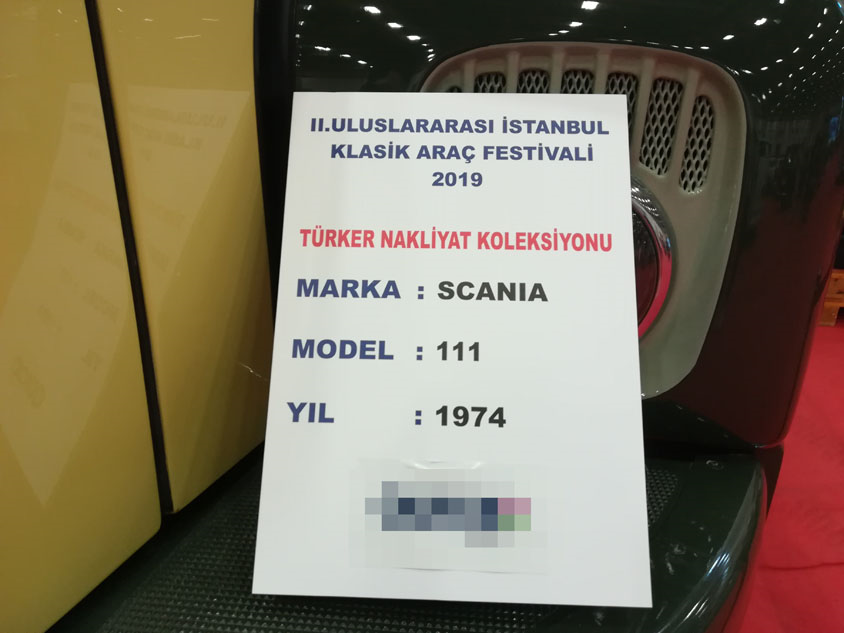 II.ULUSLARARASI İSTANBUL
KLASİK ARAÇ FESTİVALİ
2019
TÜRKER NAKLİYAT KOLEKSİYONU
MARKA : SCANIA
MODEL : 111
YIL : 1974